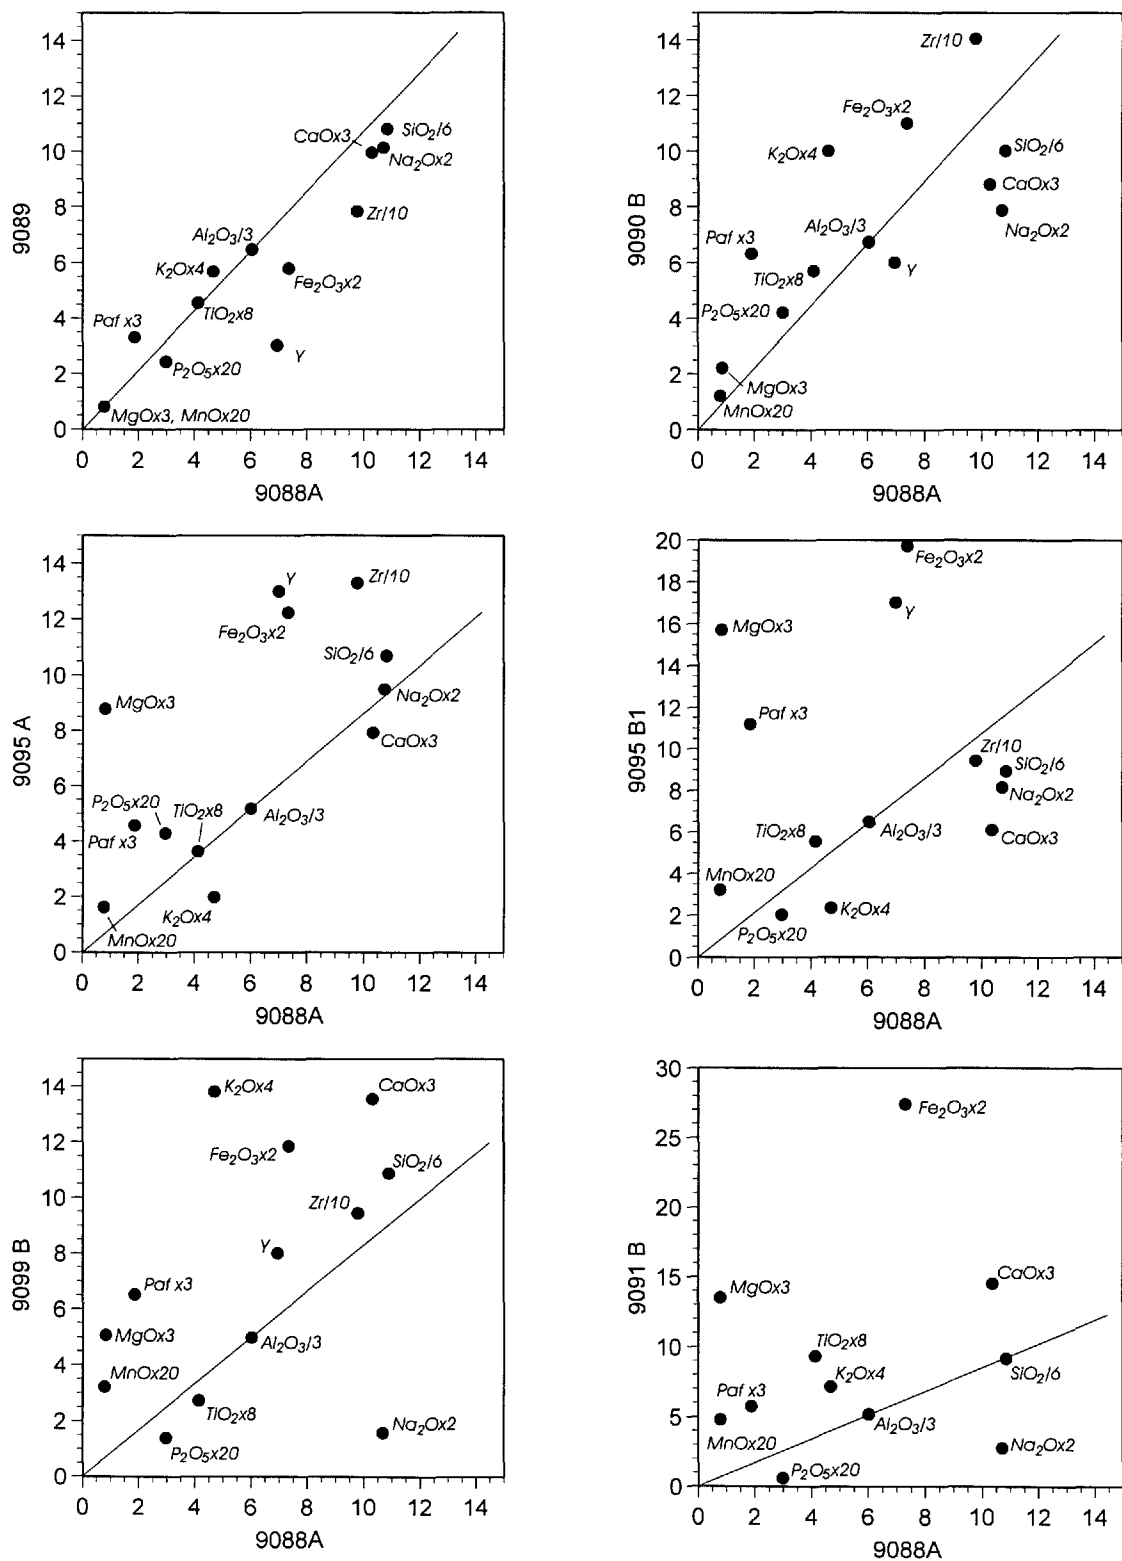 14
12
10
8
6
4
2
0
9089
CaOx3
SiO₂/6
Na₂Ox2
Zr/10
Al₂O₃/3
K₂Ox4
Fe₂O₃x2
TiO₂x8
Paf x3
P₂O₅x20
Y
MgOx3, MnOx20
0 2 4 6 8 10 12 14
9088A
14
12
10
8
6
4
2
0
9090 B
Zr/10
Fe₂O₃x2
K₂Ox4
SiO₂/6
CaOx3
Na₂Ox2
Al₂O₃/3
Paf x3
TiO₂x8
Y
P₂O₅x20
MgOx3
MnOx20
0 2 4 6 8 10 12 14
9088A
14
12
10
8
6
4
2
0
9095 A
Y
Zr/10
Fe₂O₃x2
SiO₂/6
MgOx3
Na₂Ox2
CaOx3
P₂O₅x20
TiO₂x8
Al₂O₃/3
Paf x3
K₂Ox4
MnOx20
0 2 4 6 8 10 12 14
9088A
20
18
16
14
12
10
8
6
4
2
0
9095 B1
Fe₂O₃x2
Y
MgOx3
Paf x3
Zr/10
SiO₂/6
Na₂Ox2
TiO₂x8
Al₂O₃/3
CaOx3
MnOx20
K₂Ox4
P₂O₅x20
0 2 4 6 8 10 12 14
9088A
14
12
10
8
6
4
2
0
9099 B
K₂Ox4
CaOx3
Fe₂O₃x2
SiO₂/6
Zr/10
Y
Paf x3
MgOx3
Al₂O₃/3
MnOx20
TiO₂x8
Na₂Ox2
P₂O₅x20
0 2 4 6 8 10 12 14
9088A
30
25
20
15
10
5
0
9091 B
Fe₂O₃x2
CaOx3
MgOx3
TiO₂x8
K₂Ox4
SiO₂/6
Paf x3
Al₂O₃/3
MnOx20
Na₂Ox2
P₂O₅x20
0 2 4 6 8 10 12 14
9088A